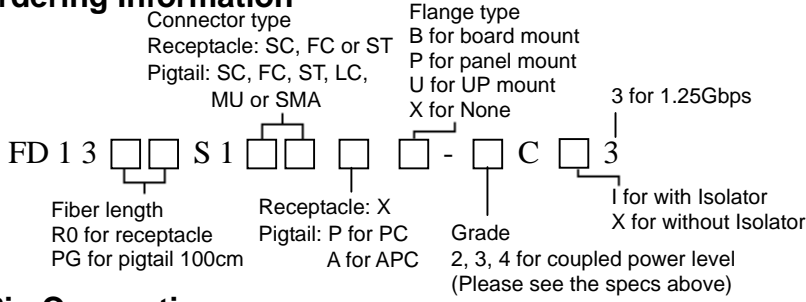 rdering Information
Connector type
Receptacle: SC, FC or ST
Pigtail: SC, FC, ST, LC,
MU or SMA
Flange type
B for board mount
P for panel mount
U for UP mount
X for None
3 for 1.25Gbps
FD 1 3 □□ S 1 □□ □ □ - □ C □ 3
Fiber length
R0 for receptacle
PG for pigtail 100cm
Receptacle: X
Pigtail: P for PC
A for APC
Grade
2, 3, 4 for coupled power level
(Please see the specs above)
I for with Isolator
X for without Isolator